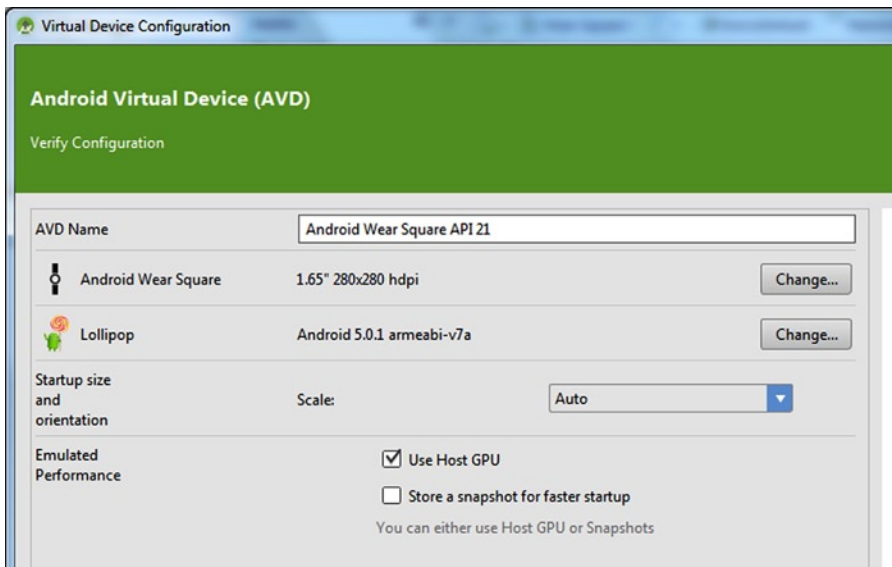 Virtual Device Configuration
Android Virtual Device (AVD)
Verify Configuration
AVD Name
Android Wear Square API 21
Android Wear Square
1.65" 280x280 hdpi
Change...
Lollipop
Android 5.0.1 armeabi-v7a
Change...
Startup size
and
orientation
Scale:
Auto
Emulated
Performance
Use Host GPU
Store a snapshot for faster startup
You can either use Host GPU or Snapshots